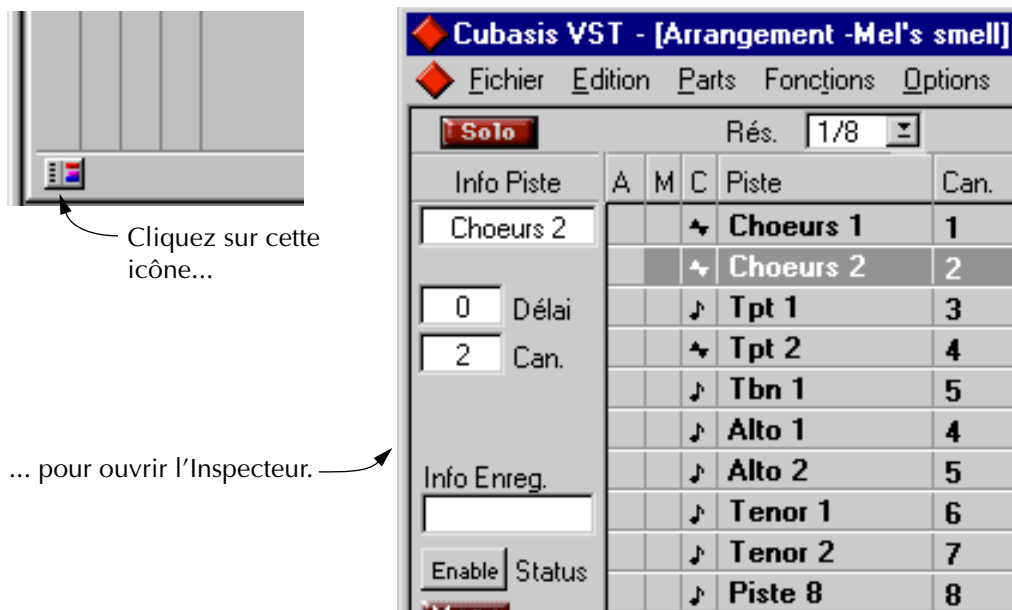 Cliquez sur cette
icône...
... pour ouvrir l'Inspecteur.
Cubasis VST - [Arrangement -Mel's smell]
Fichier Edition Parts Fonctions Options
Solo Rés. 1/8
Info Piste A M C Piste Can.
Choeurs 2 Choeurs 1 1
Choeurs 2 2
0 Délai Tpt 1 3
2 Can. Tpt 2 4
Tbn 1 5
Alto 1 4
Info Enreg. Alto 2 5
Tenor 1 6
Enable Status Tenor 2 7
Piste 8 8